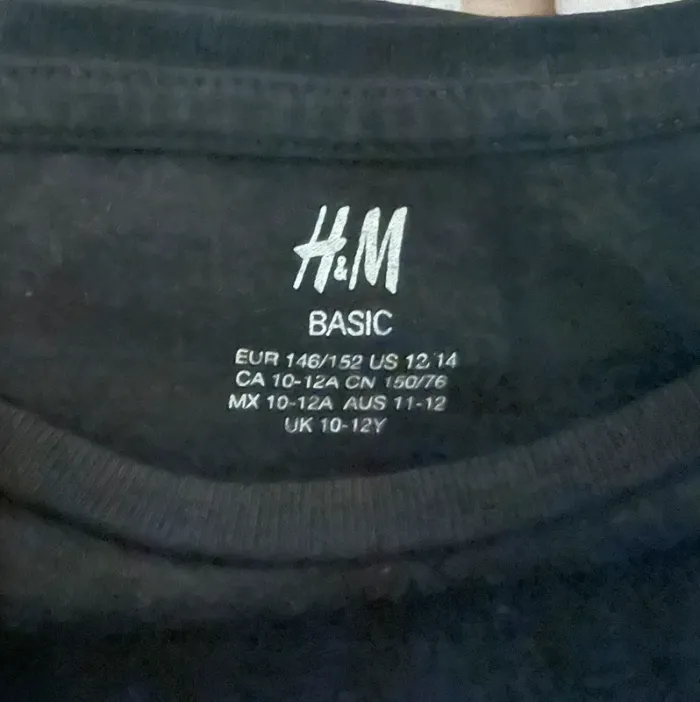 H&M
BASIC
EUR 146/152 US 12/14
CA 10-12A CN 150/76
MX 10-12A AUS 11-12
UK 10-12Y